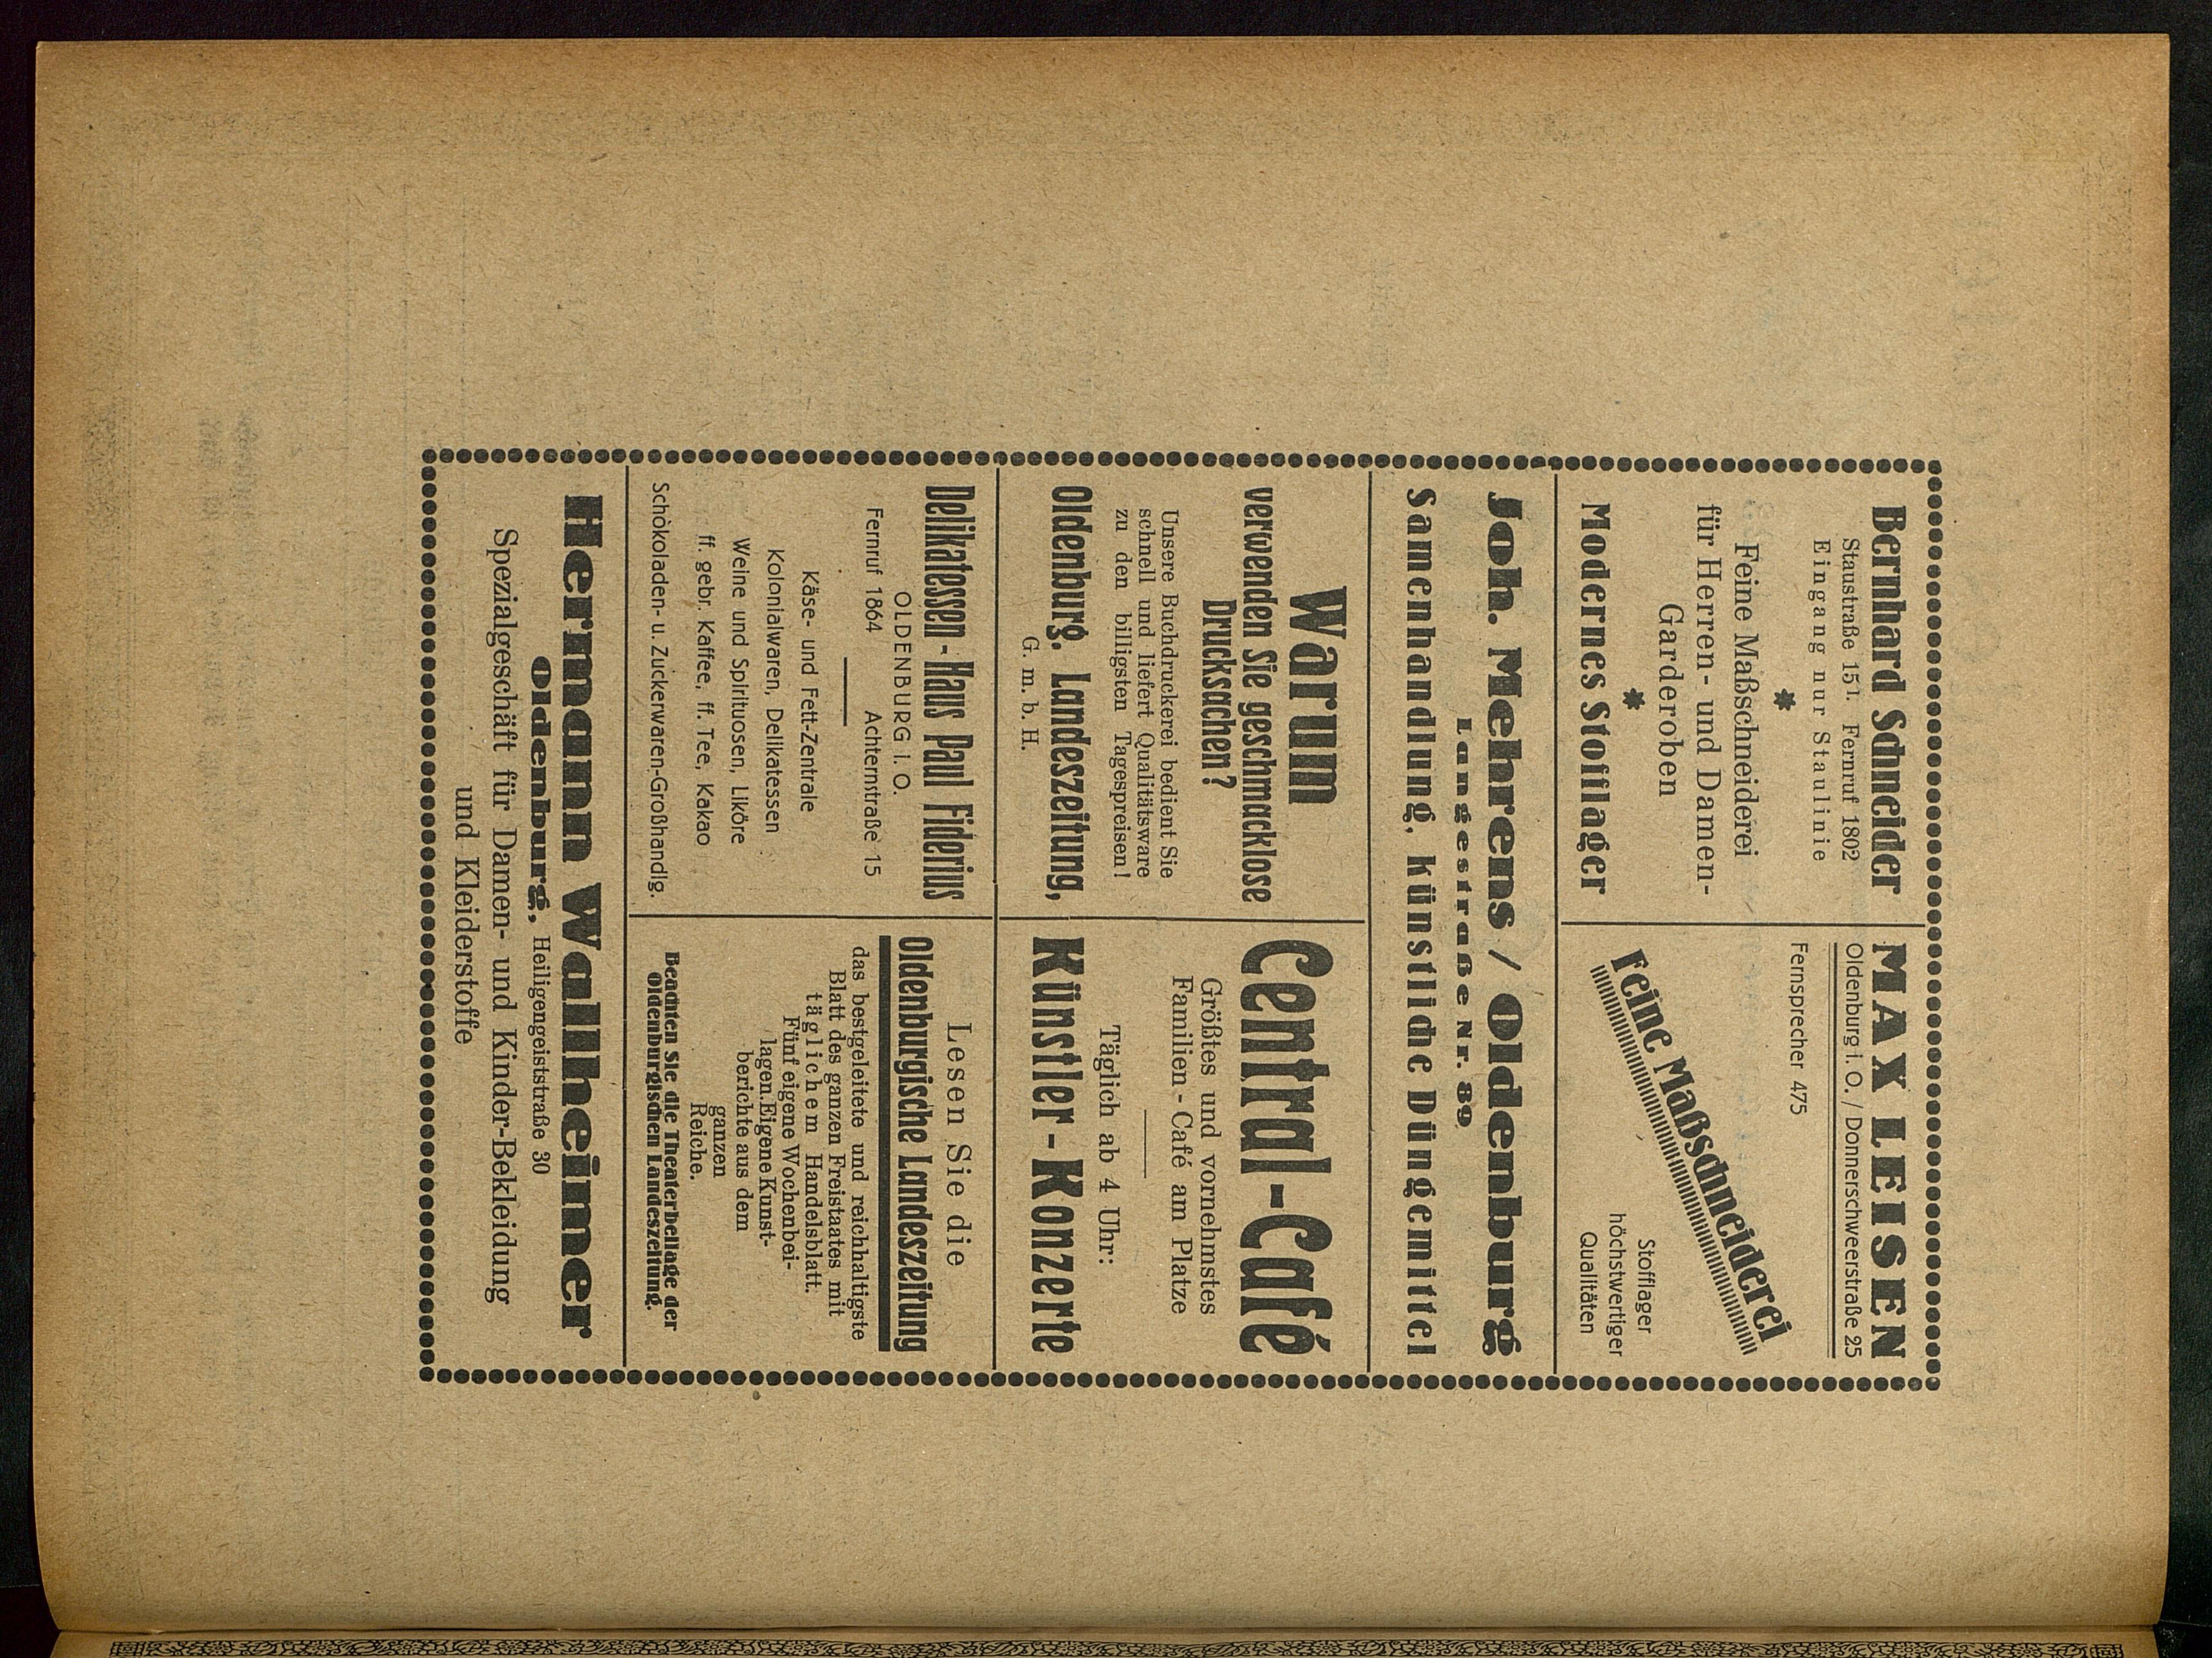 Bernhard Schneider
Staustraße 15 I. Fernruf 1802
Eingang nur Staulinie
Feine Maßschneiderei
für Herren- und Damen-
Garderoben
Modernes Stofflager
MAX LEISEN
Oldenburg i. O. / Donnerschweerstraße 25
Fernsprecher 475
Feine Maßschneiderei
Stofflager
höchstwertiger
Qualitäten
Joh. Mehrens / Oldenburg
Langestraße Nr. 89
Samenhandlung, künstliche Düngemittel
Warum
verwenden Sie geschmacklose
Drucksachen?
Unsere Buchdruckerei bedient Sie
schnell und liefert Qualitätsware
zu den billigsten Tagespreisen!
Oldenburg. Landeszeitung,
G. m. b. H.
Central-Café
Größtes und vornehmstes
Familien-Café am Platze
Täglich ab 4 Uhr:
Künstler-Konzerte
Delikatessen-Haus Paul Fiderius
OLDENBURG I. O.
Fernruf 1864 Achternstraße 15
Käse- und Fett-Zentrale
Kolonialwaren, Delikatessen
Weine und Spirituosen, Liköre
ff. gebr. Kaffee, ff. Tee, Kakao
Schokoladen- u. Zuckerwaren-Großhandlg.
Lesen Sie die
Oldenburgische Landeszeitung
das bestgeleitete und reichhaltigste
Blatt des ganzen Freistaates mit
täglichem Handelsblatt.
Fünf eigene Wochenbei-
lagen. Eigene Kunst-
berichte aus dem
ganzen
Reiche.
Beachten Sie die Theaterbeilage der
Oldenburgischen Landeszeitung.
Hermann Wallheimer
Oldenburg, Heiligengeiststraße 30
Spezialgeschäft für Damen- und Kinder-Bekleidung
und Kleiderstoffe